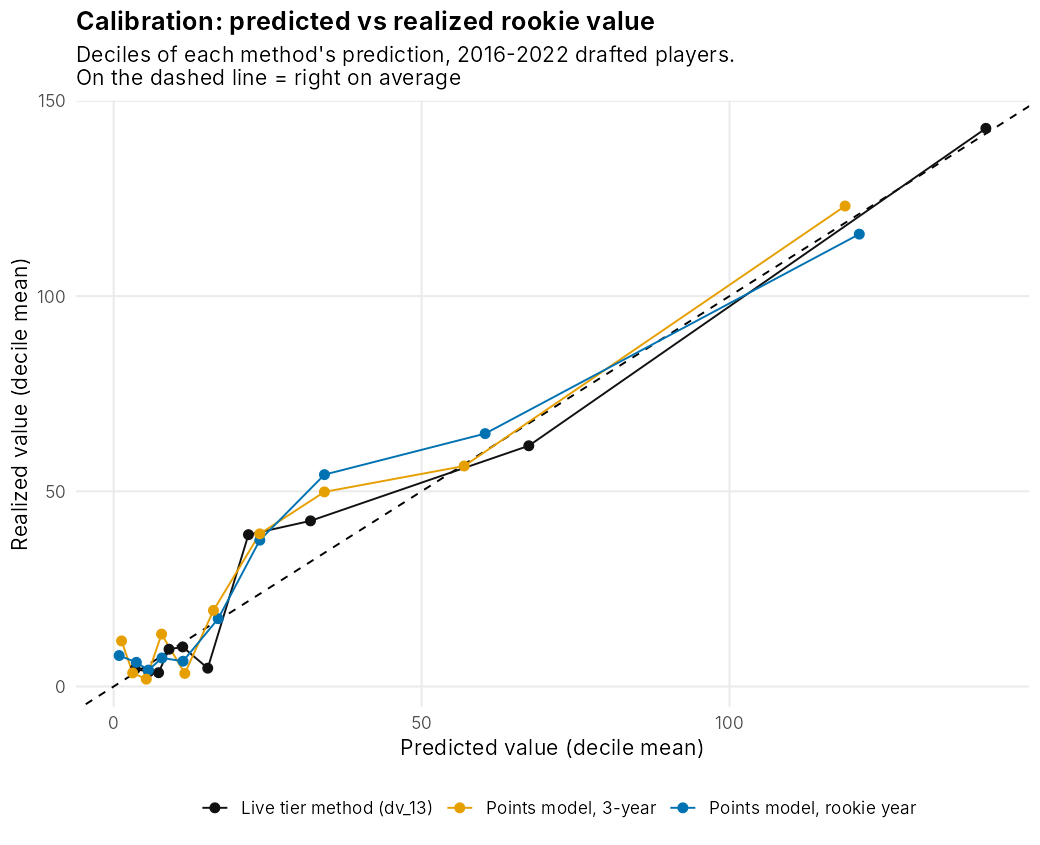 Calibration: predicted vs realized rookie value
Deciles of each method's prediction, 2016-2022 drafted players.
On the dashed line = right on average
150
100
50
0
Realized value (decile mean)
0
50
100
Predicted value (decile mean)
Live tier method (dv_13)
Points model, 3-year
Points model, rookie year